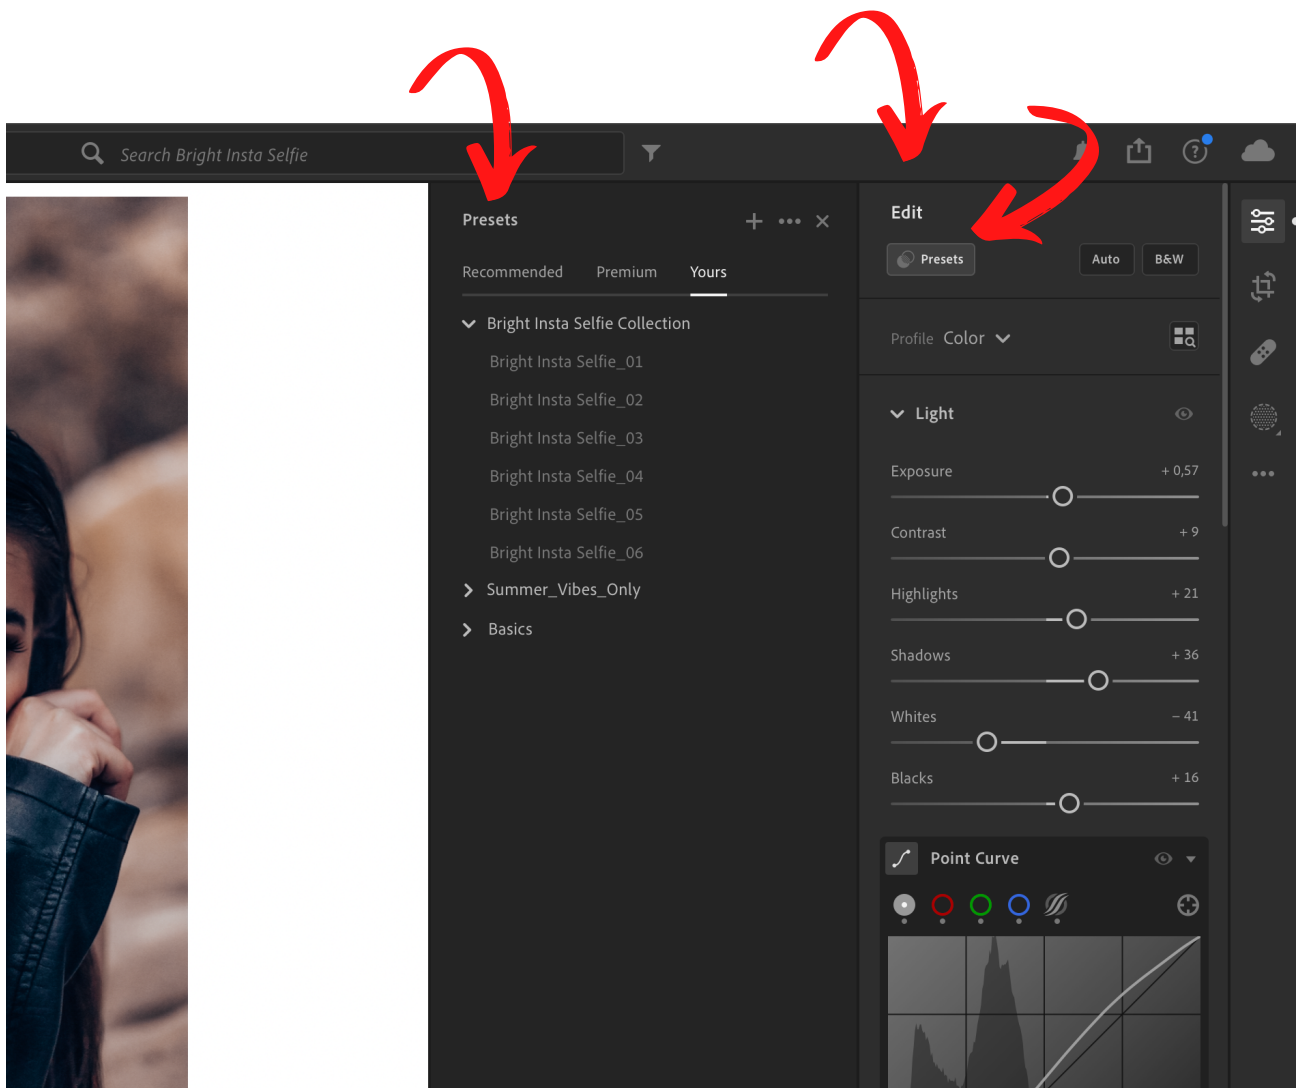 Search Bright Insta Selfie
Presets
Recommended Premium Yours
Bright Insta Selfie Collection
Bright Insta Selfie_01
Bright Insta Selfie_02
Bright Insta Selfie_03
Bright Insta Selfie_04
Bright Insta Selfie_05
Bright Insta Selfie_06
Summer_Vibes_Only
Basics
Edit
Presets Auto B&W
Profile Color
Light
Exposure + 0,57
Contrast + 9
Highlights + 21
Shadows + 36
Whites – 41
Blacks + 16
Point Curve